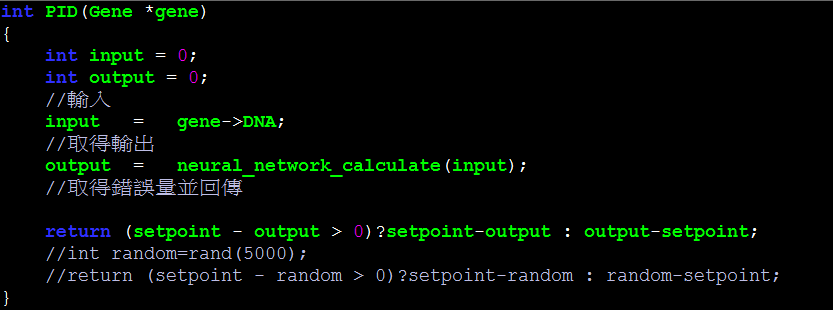 int PID(Gene *gene)
{
    int input = 0;
    int output = 0;
    //輸入
    input   =   gene->DNA;
    //取得輸出
    output  =   neural_network_calculate(input);
    //取得錯誤量並回傳

    return (setpoint - output > 0)?setpoint-output : output-setpoint;
    //int random=rand(5000);
    //return (setpoint - random > 0)?setpoint-random : random-setpoint;
}